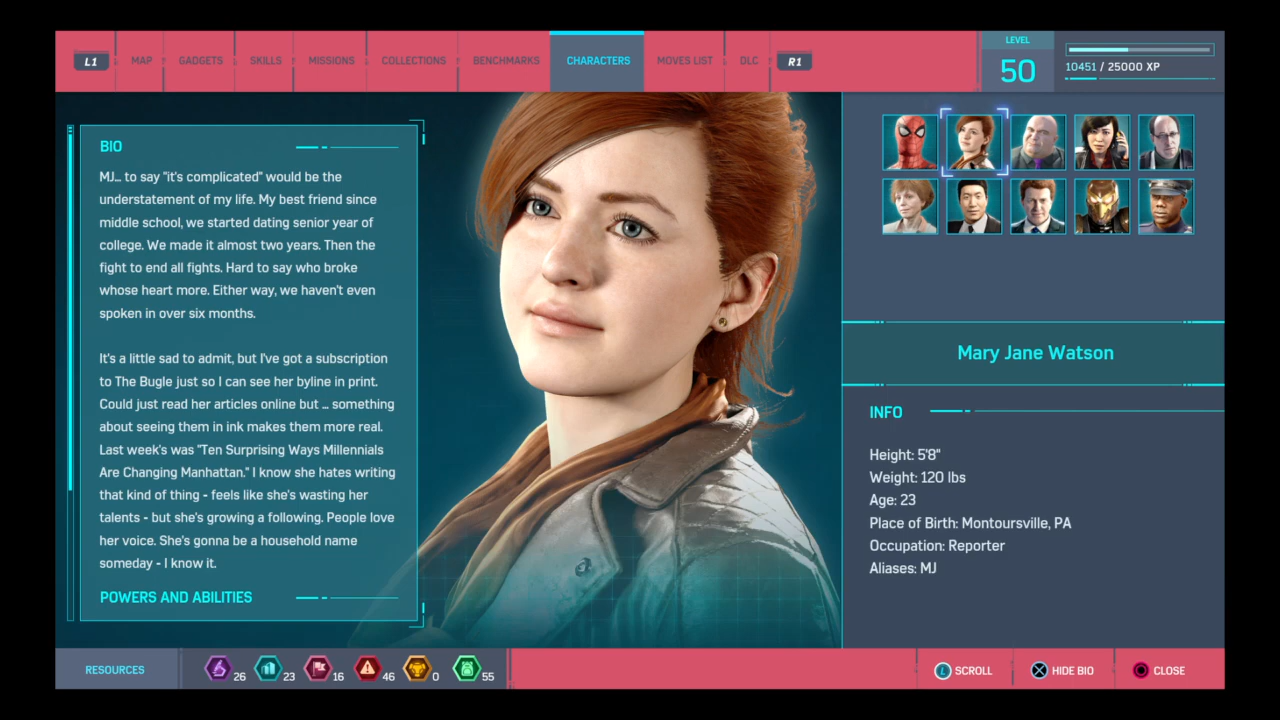 L1
MAP
GADGETS
SKILLS
MISSIONS
COLLECTIONS
BENCHMARKS
CHARACTERS
MOVES LIST
DLC
R1
LEVEL
50
10451 / 25000 XP
BIO
MJ... to say "it's complicated" would be the
understatement of my life. My best friend since
middle school, we started dating senior year of
college. We made it almost two years. Then the
fight to end all fights. Hard to say who broke
whose heart more. Either way, we haven't even
spoken in over six months.
It's a little sad to admit, but I've got a subscription
to The Bugle just so I can see her byline in print.
Could just read her articles online but ... something
about seeing them in ink makes them more real.
Last week's was "Ten Surprising Ways Millennials
Are Changing Manhattan." I know she hates writing
that kind of thing - feels like she's wasting her
talents - but she's growing a following. People love
her voice. She's gonna be a household name
someday - I know it.
POWERS AND ABILITIES
Mary Jane Watson
INFO
Height: 5'8"
Weight: 120 lbs
Age: 23
Place of Birth: Montoursville, PA
Occupation: Reporter
Aliases: MJ
RESOURCES
26
23
16
46
0
55
L SCROLL
HIDE BIO
CLOSE